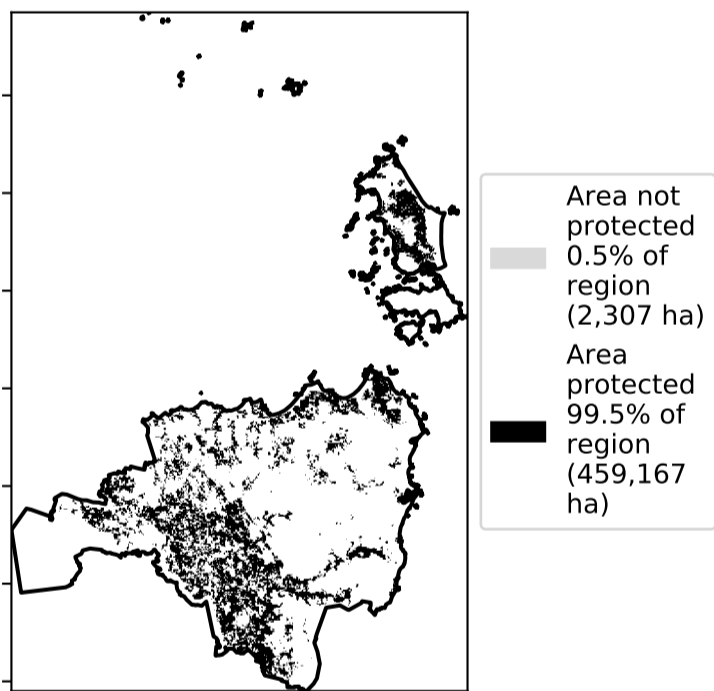 Area not
protected
0.5% of
region
(2,307 ha)
Area
protected
99.5% of
region
(459,167
ha)